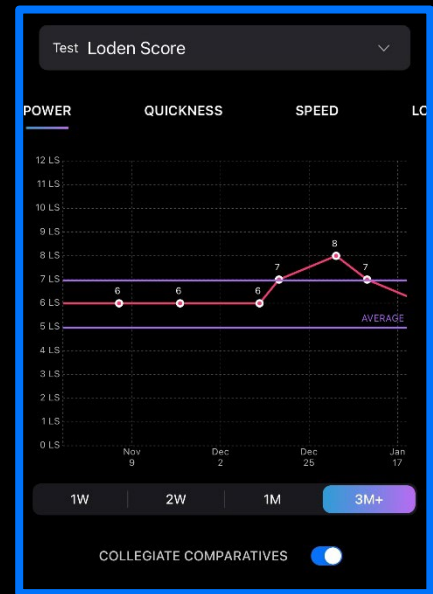 Test Loden Score
POWER QUICKNESS SPEED LO
12 LS
11 LS
10 LS
9 LS
8 LS
7 LS
6 LS
5 LS
4 LS
3 LS
2 LS
1 LS
0 LS
6 6 6 7 8 7
AVERAGE
Nov 9
Dec 2
Dec 25
Jan 17
1W 2W 1M 3M+
COLLEGIATE COMPARATIVES